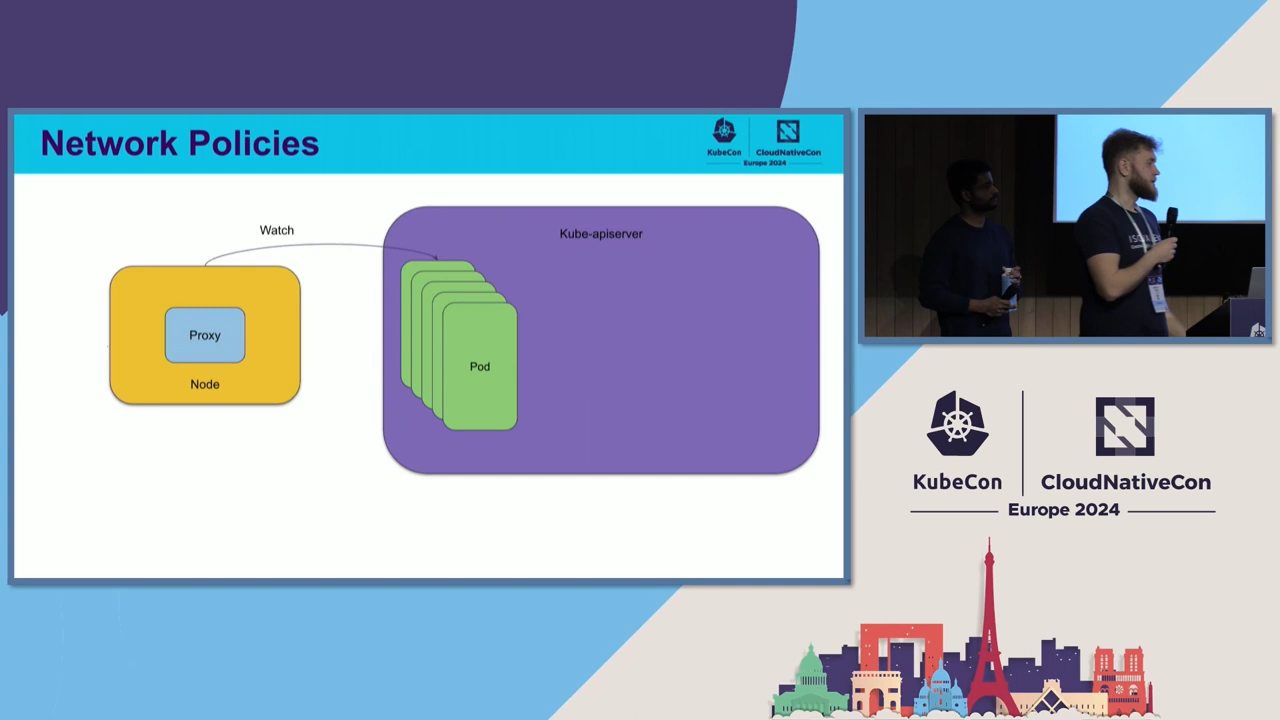 Network Policies
KubeCon
CloudNativeCon
Europe 2024
Watch
Kube-apiserver
Proxy
Node
Pod
KubeCon
CloudNativeCon
Europe 2024